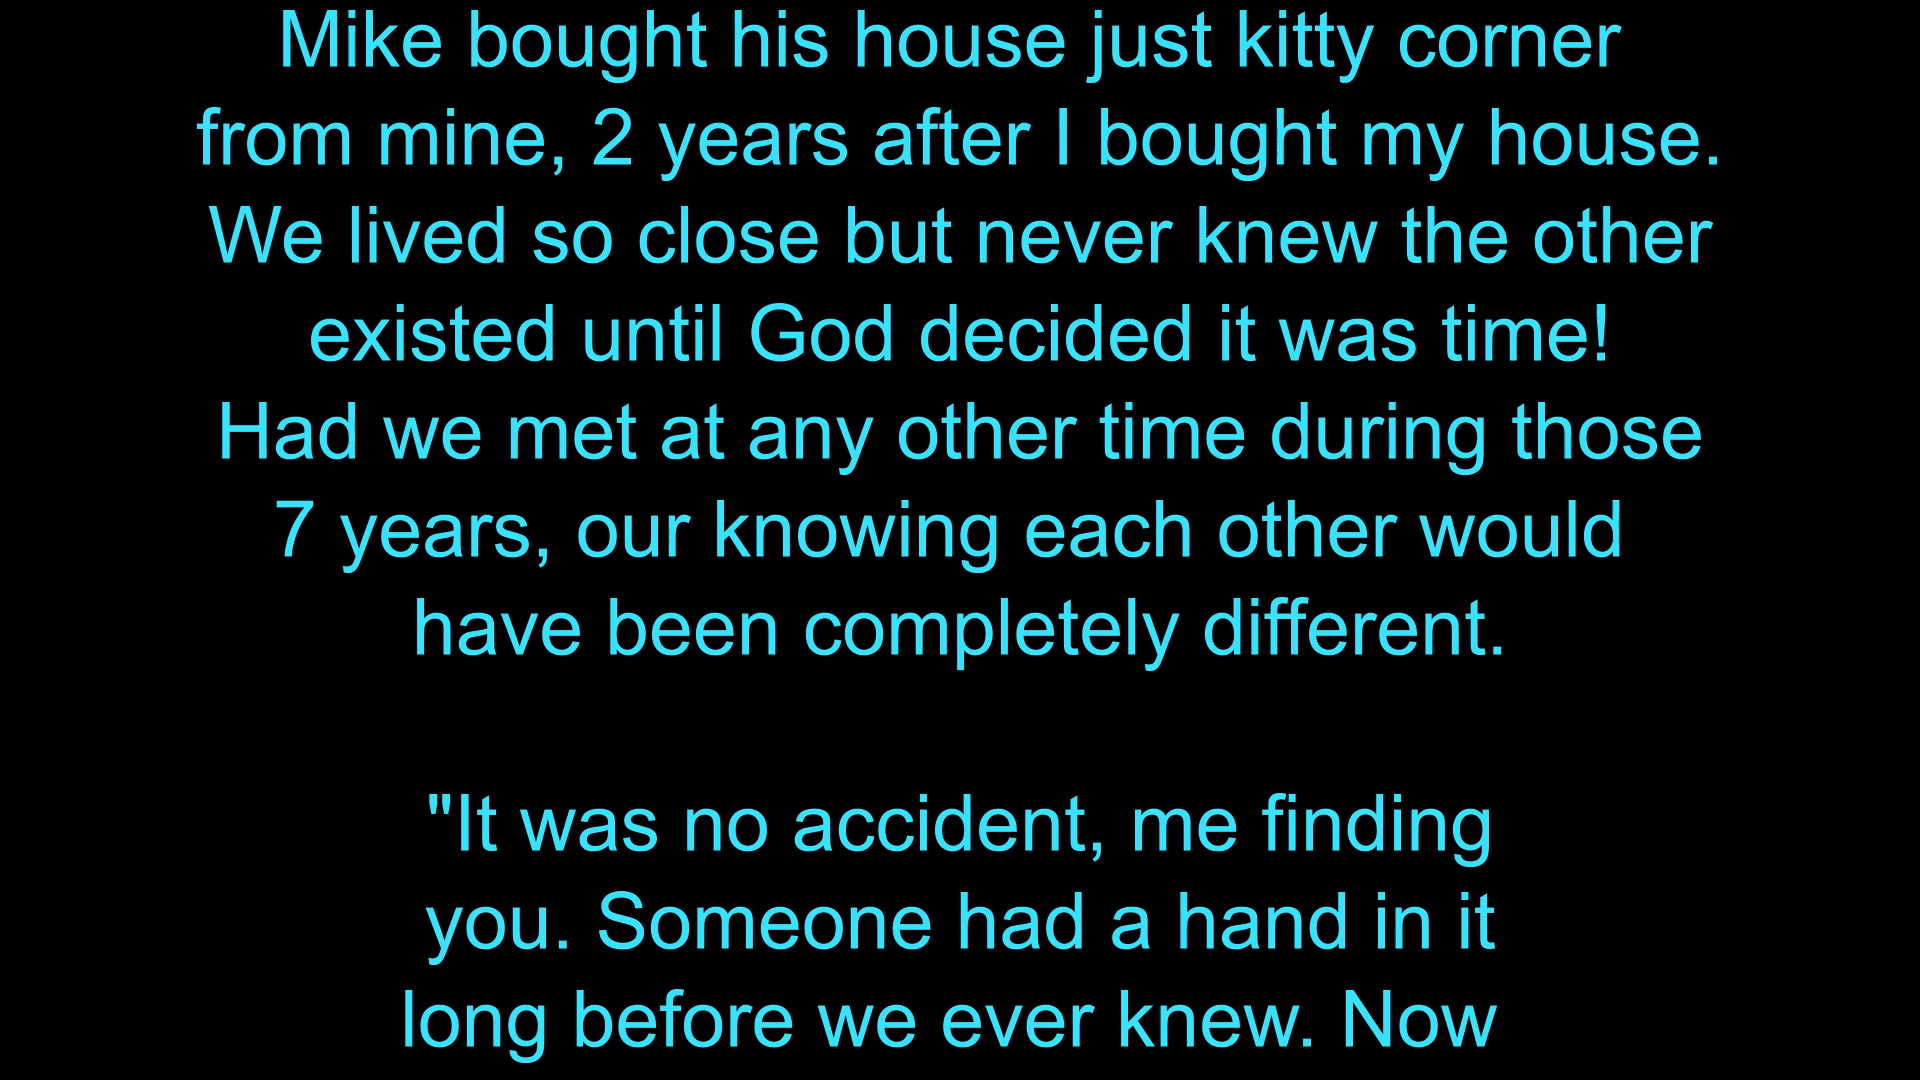 Mike bought his house just kitty corner
from mine, 2 years after I bought my house.
We lived so close but never knew the other
existed until God decided it was time!
Had we met at any other time during those
7 years, our knowing each other would
have been completely different.
"It was no accident, me finding
you. Someone had a hand in it
long before we ever knew. Now